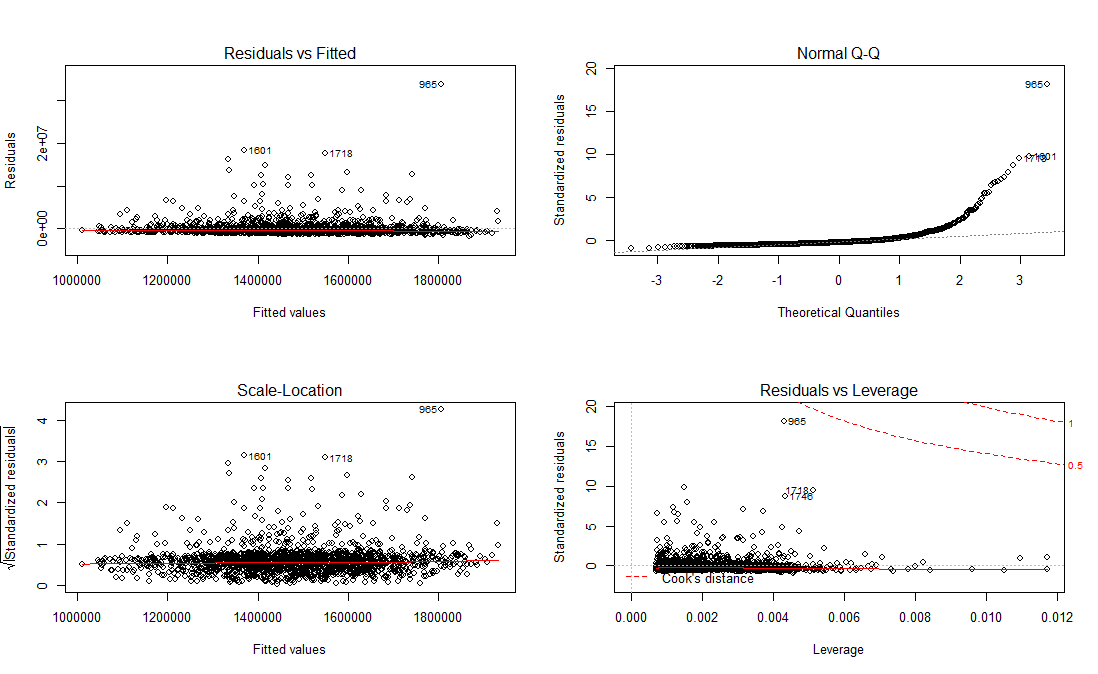 Residuals vs Fitted
Residuals
0e+00
2e+07
965
1601
1718
1000000 1200000 1400000 1600000 1800000
Fitted values
Normal Q-Q
Standardized residuals
0 5 10 15 20
965
1601
1718
-3 -2 -1 0 1 2 3
Theoretical Quantiles
Scale-Location
√|Standardized residuals|
0 1 2 3 4
965
1601
1718
1000000 1200000 1400000 1600000 1800000
Fitted values
Residuals vs Leverage
Standardized residuals
0 5 10 15 20
965
1718
1746
1
0.5
Cook's distance
0.000 0.002 0.004 0.006 0.008 0.010 0.012
Leverage